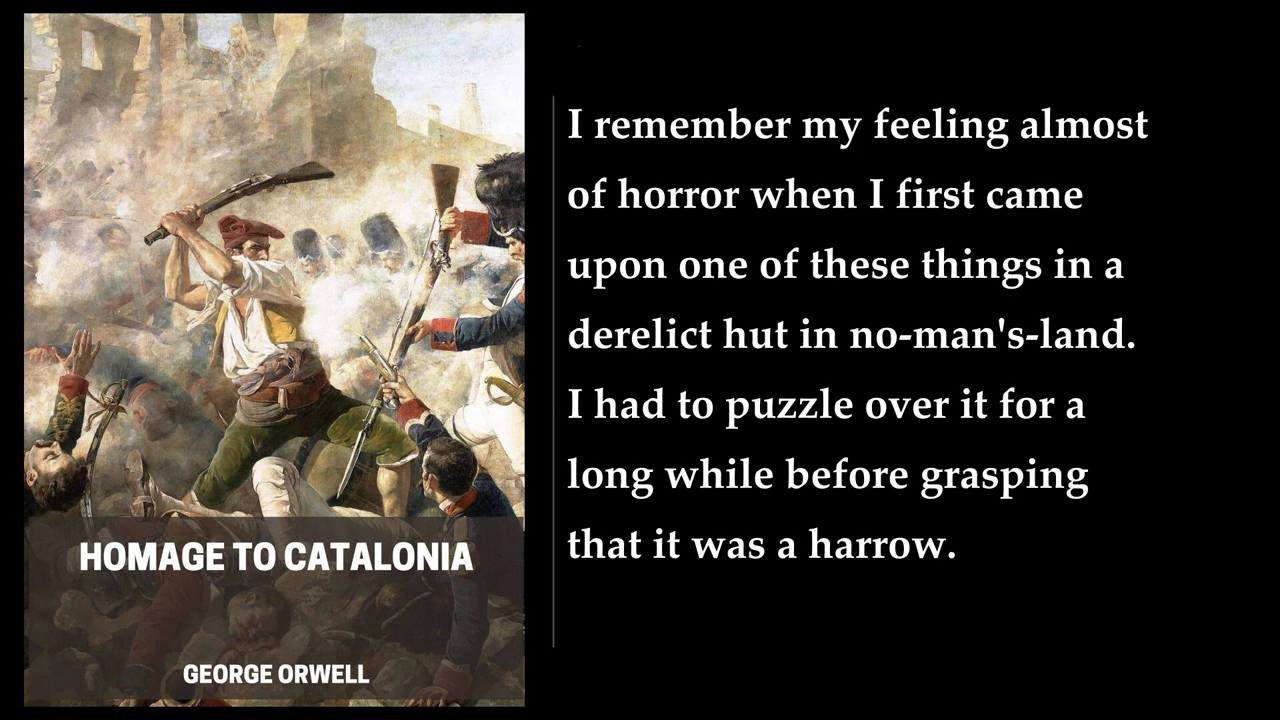 I remember my feeling almost
of horror when I first came
upon one of these things in a
derelict hut in no-man's-land.
I had to puzzle over it for a
long while before grasping
that it was a harrow.
HOMAGE TO CATALONIA
GEORGE ORWELL